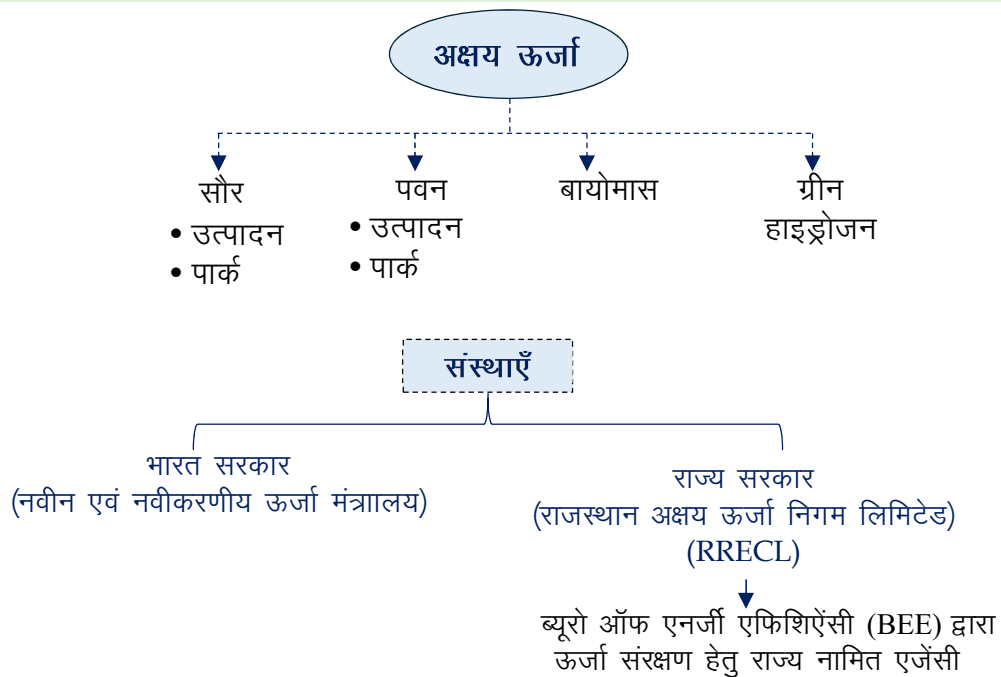 अक्षय ऊर्जा
सौर
• उत्पादन
• पार्क
पवन
• उत्पादन
• पार्क
बायोमास
ग्रीन
हाइड्रोजन
संस्थाएँ
भारत सरकार
(नवीन एवं नवीकरणीय ऊर्जा मंत्राालय)
राज्य सरकार
(राजस्थान अक्षय ऊर्जा निगम लिमिटेड)
(RRECL)
ब्यूरो ऑफ एनर्जी एफिशिऐंसी (BEE) द्वारा
ऊर्जा संरक्षण हेतु राज्य नामित एजेंसी